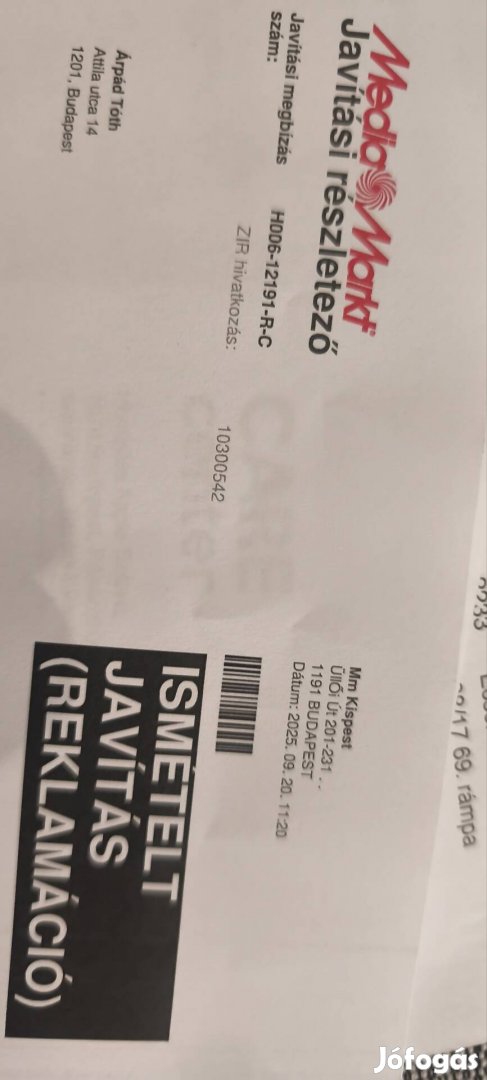 MediaMarkt
Javítási részletező
Javítási megbízás
szám:
H006-12191-R-C
ZIR hivatkozás:
10300542
Mm Kispest
Üllői Út 201-231
1191 BUDAPEST
Dátum: 2025. 09. 20. 11:20
Árpád Tóth
Attila utca 14
1201, Budapest
ISMÉTELT
JAVÍTÁS
(REKLAMÁCIÓ)
69. rámpa
Jófogás